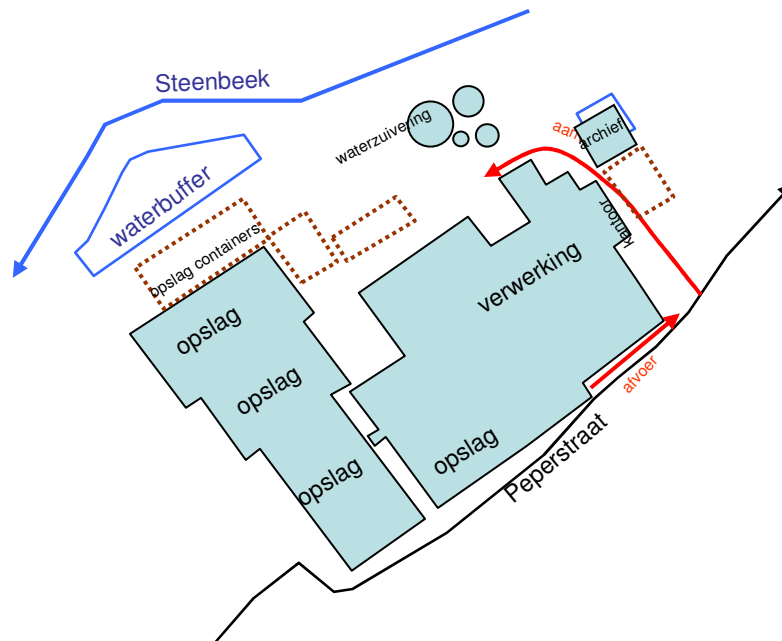 Steenbeek
waterbuffer
waterzuivering
aan
archief
kantoor
opslag containers
verwerking
opslag
opslag
opslag
opslag
afvoer
Peperstraat